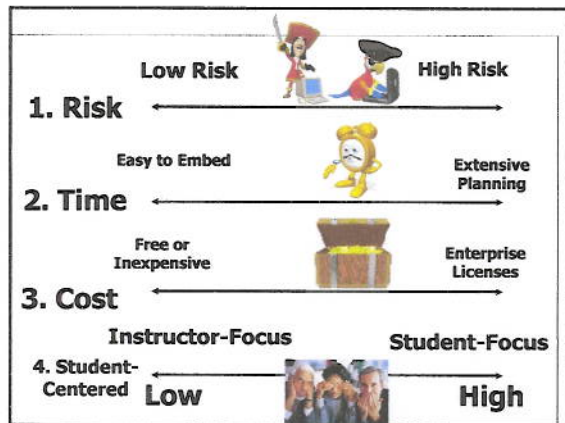 Low Risk
High Risk
1. Risk
Easy to Embed
Extensive
Planning
2. Time
Free or
Inexpensive
Enterprise
Licenses
3. Cost
Instructor-Focus
Student-Focus
4. Student-
Centered
Low
High